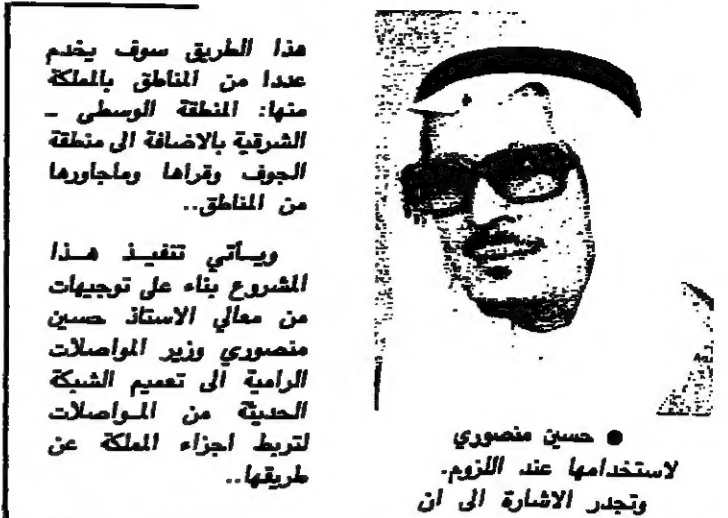 ● حسين منصوري
لاستخدامها عند اللزوم.
وتجدر الاشارة الى ان
هذا الطريق سوف يخدم
عددا من المناطق بالملكة
منها: المنطقة الوسطى -
الشرقية بالاضافة الى منطقة
الجوف وقراها وماجاورها
من المناطق..
ويأتي تنفيذ هذا
المشروع بناء على توجيهات
من معالي الاستاذ حسين
منصوري وزير المواصلات
الرامية الى تعميم الشبكة
الحديثة من المواصلات
لتربط اجزاء المملكة عن
طريقها..